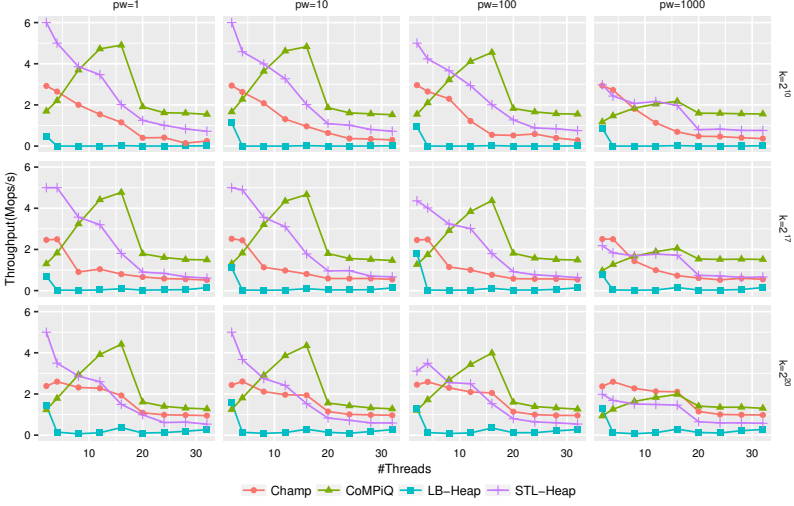 pw=1 pw=10 pw=100 pw=1000
6
4
2
0
k=2^10
6
4
2
0
k=2^17
6
4
2
0
k=2^20
Throughput(Mops/s)
10 20 30 10 20 30 10 20 30 10 20 30
#Threads
Champ CoMPiQ LB−Heap STL−Heap